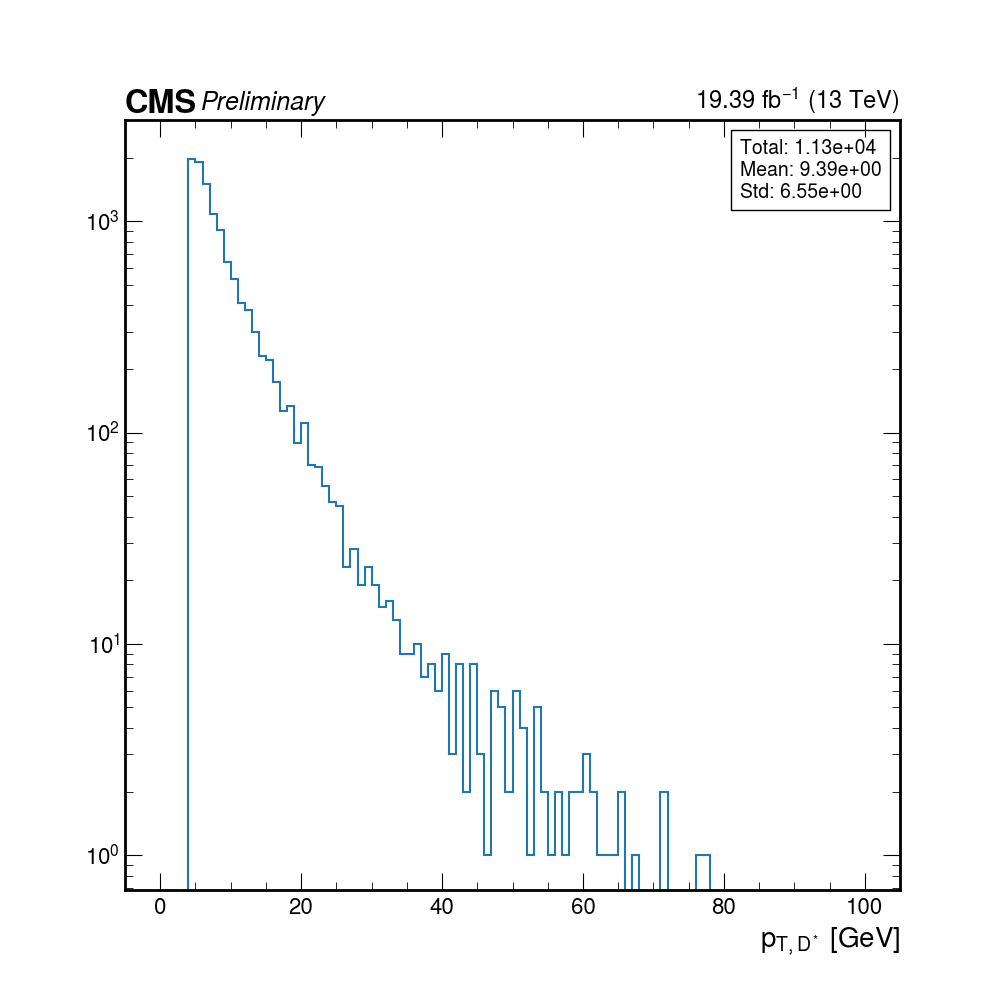 CMS Preliminary 19.39 fb⁻¹ (13 TeV)
Total: 1.13e+04
Mean: 9.39e+00
Std: 6.55e+00
10³
10²
10¹
10⁰
0 20 40 60 80 100
p_{T, D^*} [GeV]